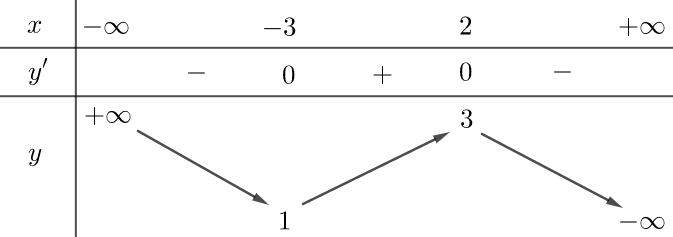 x −∞ −3 2 +∞
y′ − 0 + 0 −
+∞ 3
y
1 −∞